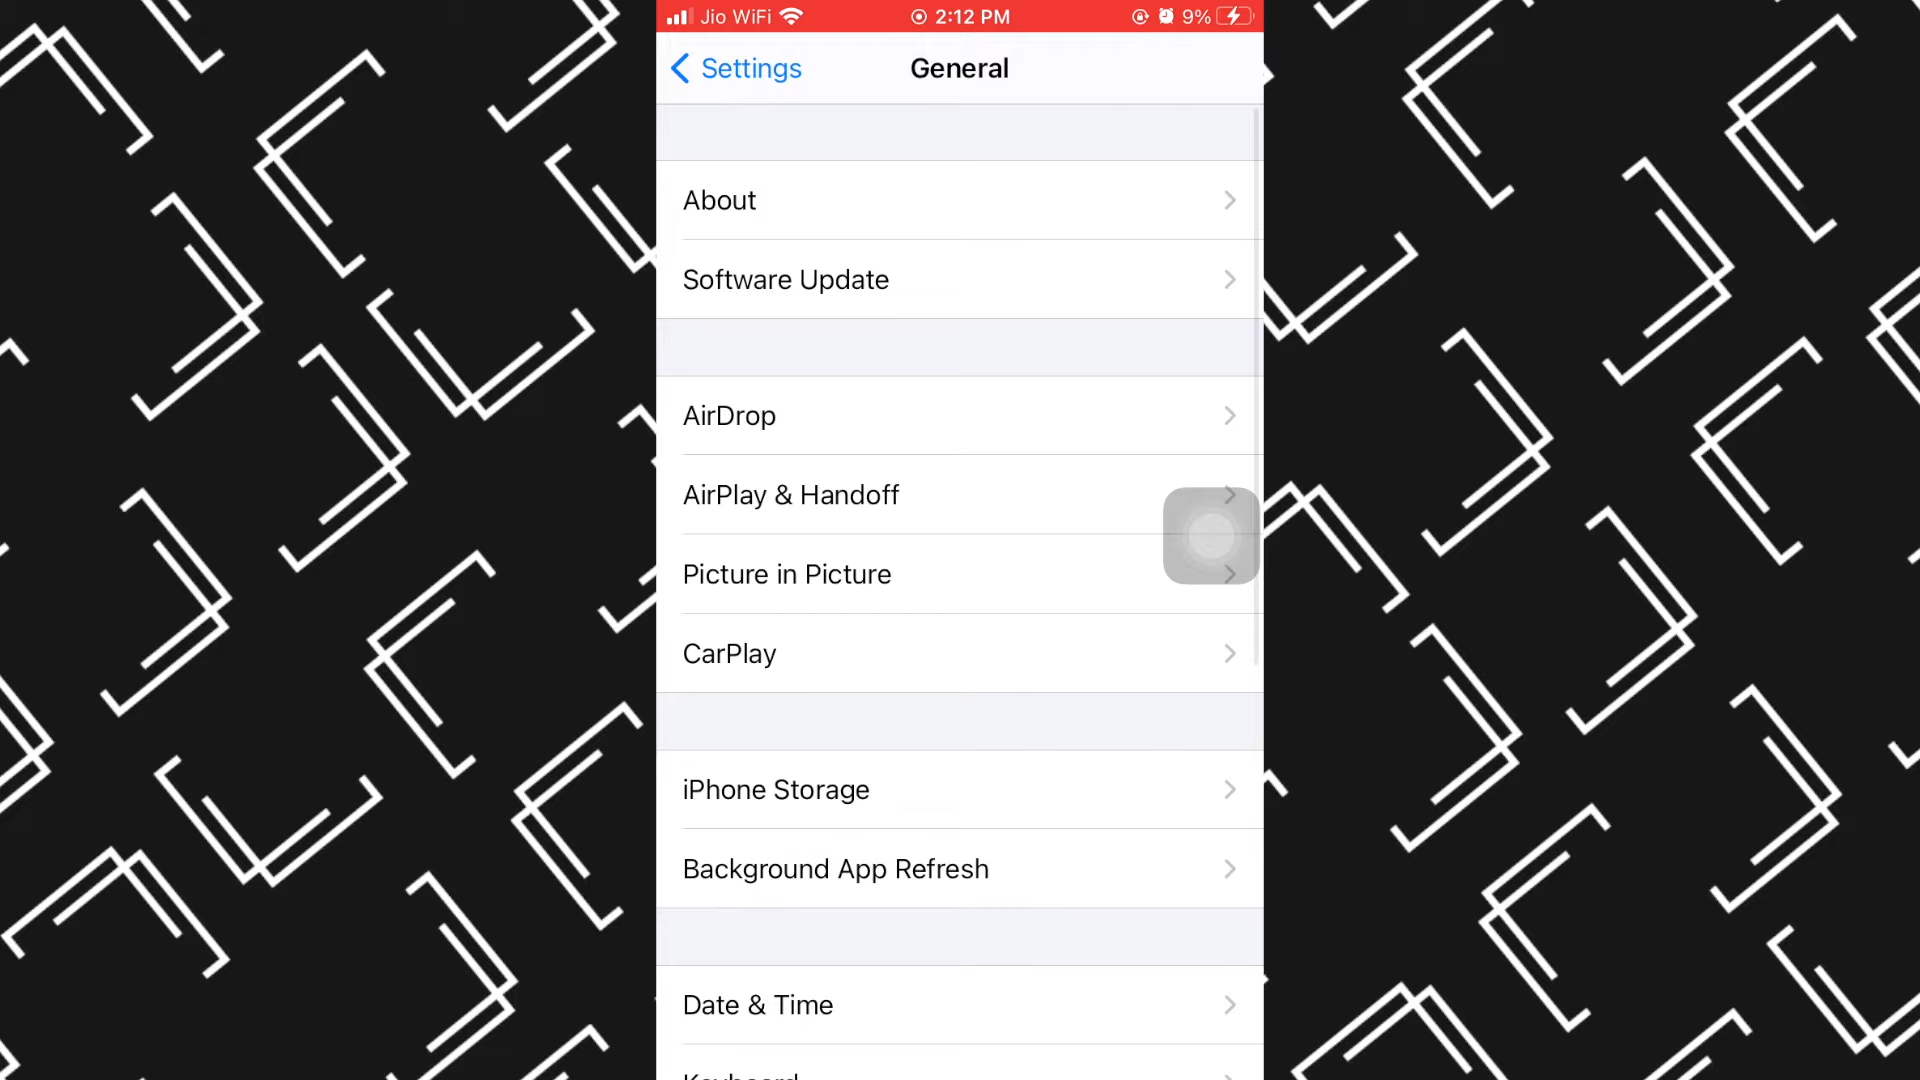 Jio WiFi 2:12 PM 9%
Settings General
About
Software Update
AirDrop
AirPlay & Handoff
Picture in Picture
CarPlay
iPhone Storage
Background App Refresh
Date & Time
Keyboard